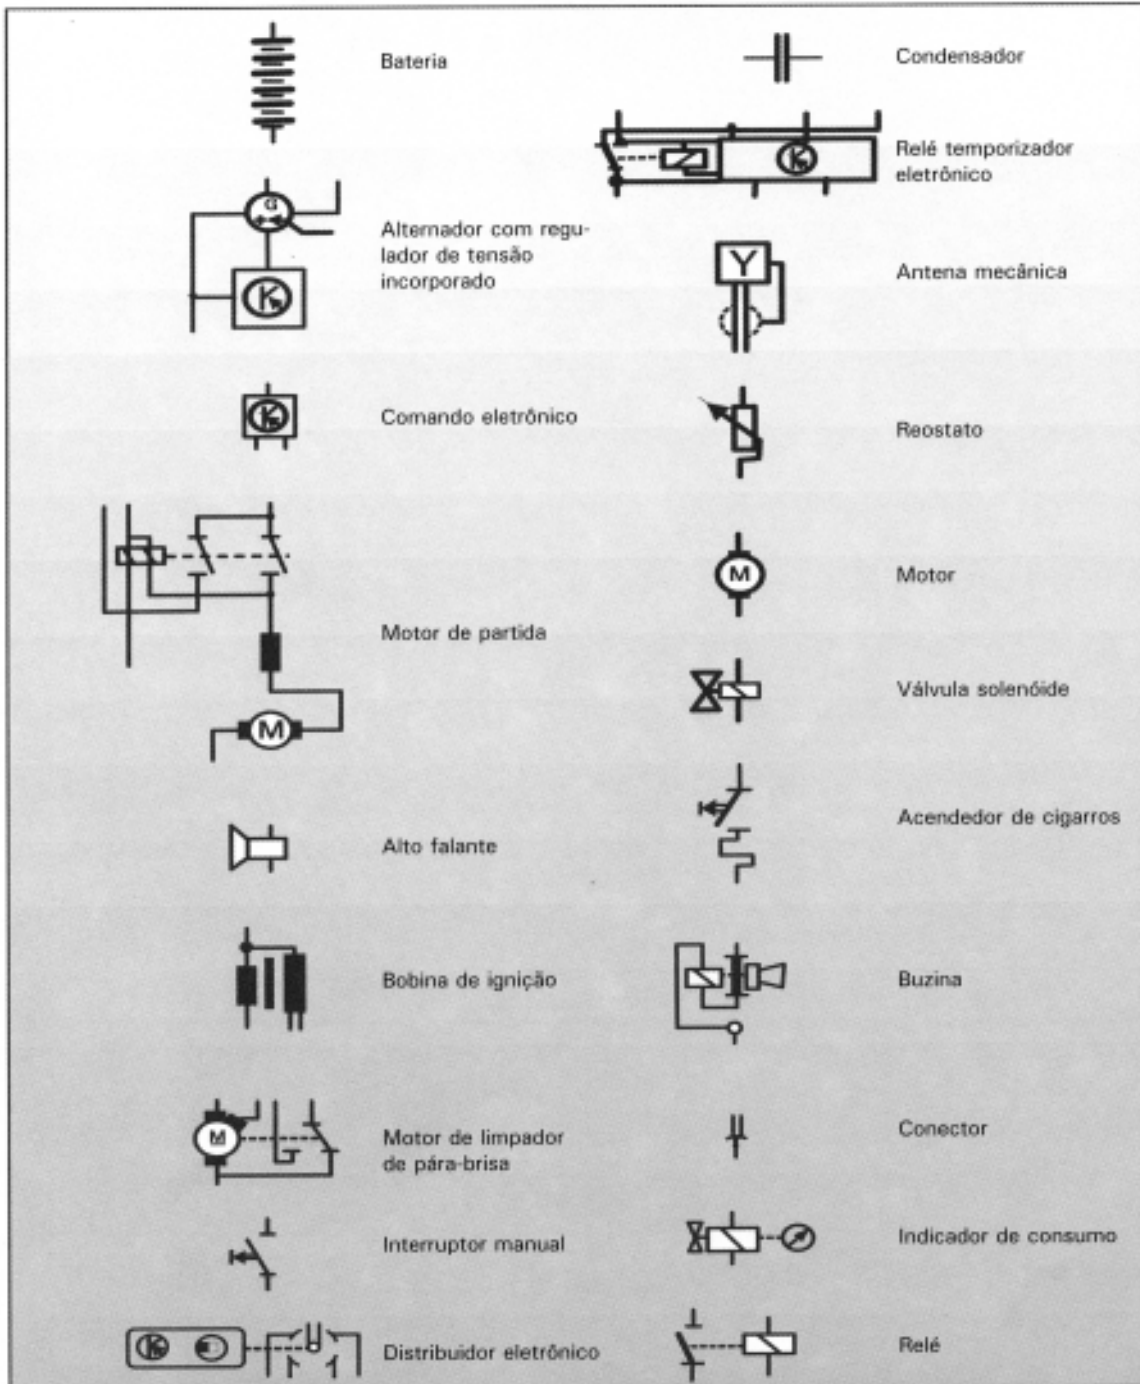 Bateria
Alternador com regu-
lador de tensão
incorporado
G
Comando eletrônico
Motor de partida
M
Alto falante
Bobina de ignição
M
Motor de limpador
de pára-brisa
Interruptor manual
Distribuidor eletrônico
Condensador
Relé temporizador
eletrônico
Y
Antena mecânica
Reostato
M
Motor
Válvula solenóide
Acendedor de cigarros
Buzina
Conector
Indicador de consumo
Relé